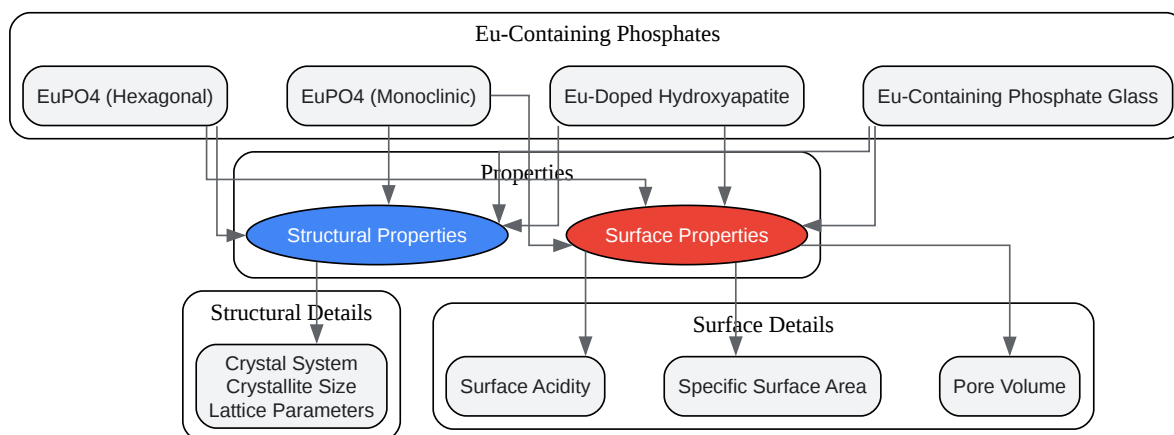 Eu-Containing Phosphates
EuPO4 (Hexagonal)
EuPO4 (Monoclinic)
Eu-Doped Hydroxyapatite
Eu-Containing Phosphate Glass
Properties
Structural Properties
Surface Properties
Structural Details
Crystal System
Crystallite Size
Lattice Parameters
Surface Details
Surface Acidity
Specific Surface Area
Pore Volume